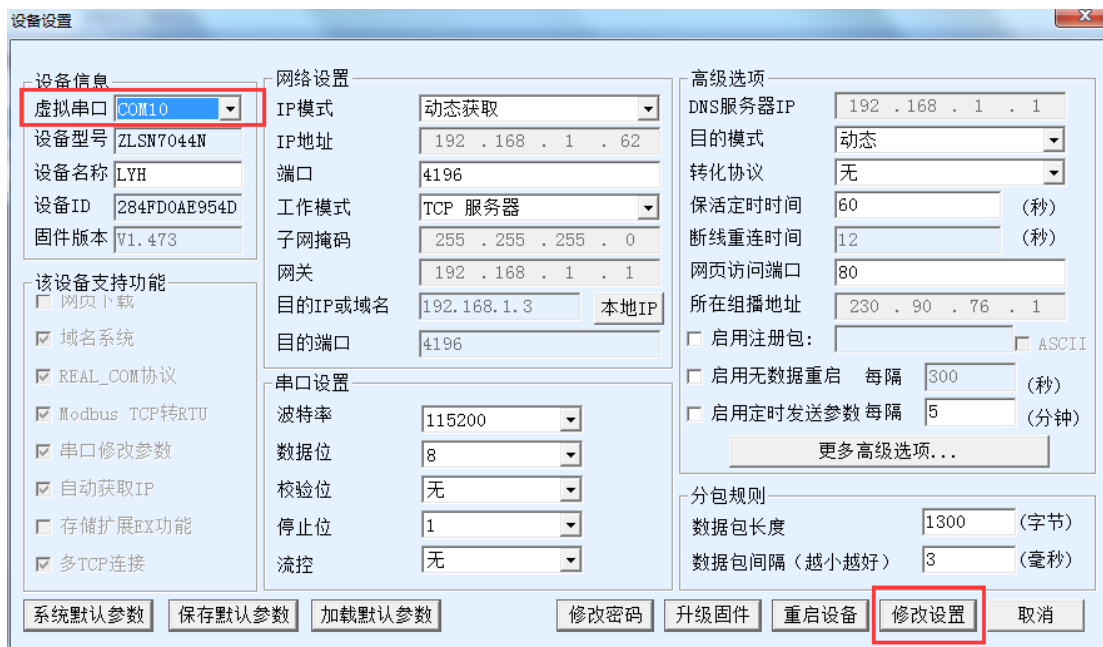 设备设置
设备信息
虚拟串口 COM10
设备型号 ZLSN7044N
设备名称 LYH
设备ID 284FD0AE954D
固件版本 V1.473
该设备支持功能
网页下载
域名系统
REAL_COM协议
Modbus TCP转RTU
串口修改参数
自动获取IP
存储扩展EX功能
多TCP连接
网络设置
IP模式 动态获取
IP地址 192 . 168 . 1 . 62
端口 4196
工作模式 TCP 服务器
子网掩码 255 . 255 . 255 . 0
网关 192 . 168 . 1 . 1
目的IP或域名 192.168.1.3 本地IP
目的端口 4196
串口设置
波特率 115200
数据位 8
校验位 无
停止位 1
流控 无
高级选项
DNS服务器IP 192 . 168 . 1 . 1
目的模式 动态
转化协议 无
保活定时时间 60 (秒)
断线重连时间 12 (秒)
网页访问端口 80
所在组播地址 230 . 90 . 76 . 1
启用注册包: ASCII
启用无数据重启 每隔 300 (秒)
启用定时发送参数 每隔 5 (分钟)
更多高级选项...
分包规则
数据包长度 1300 (字节)
数据包间隔(越小越好) 3 (毫秒)
系统默认参数 保存默认参数 加载默认参数 修改密码 升级固件 重启设备 修改设置 取消